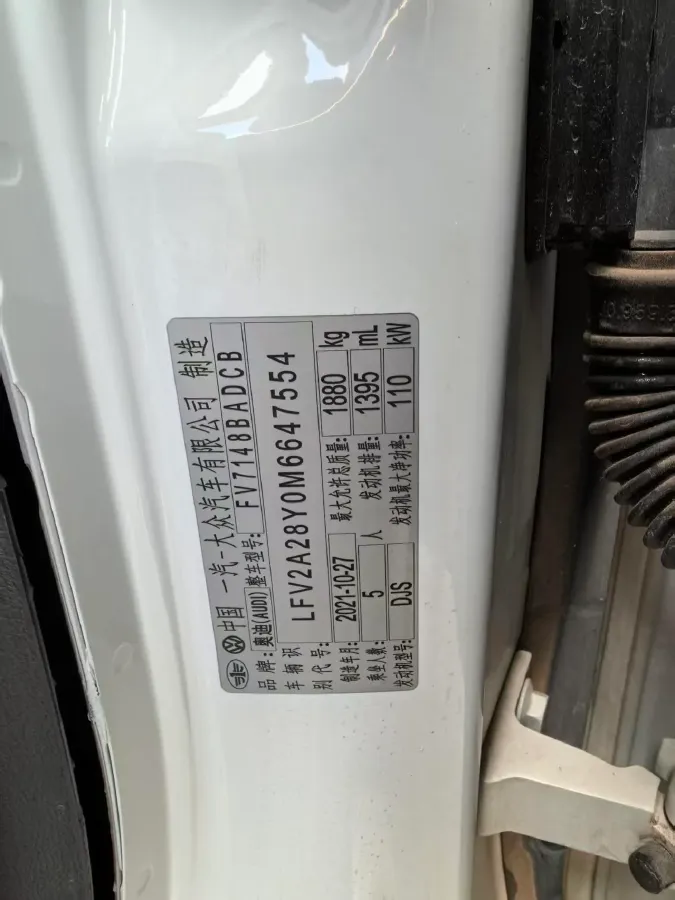 中国 一汽-大众汽车有限公司 制造
品牌:奥迪(AUDI) 整车型号: FV7148BADCB
车辆识别代号: LFV2A28Y0M6647554
制造年月: 2021-10-27 最大允许总质量: 1880 kg
乘坐人数: 5 人 发动机排量: 1395 mL
发动机型号: DJS 发动机最大净功率: 110 kW